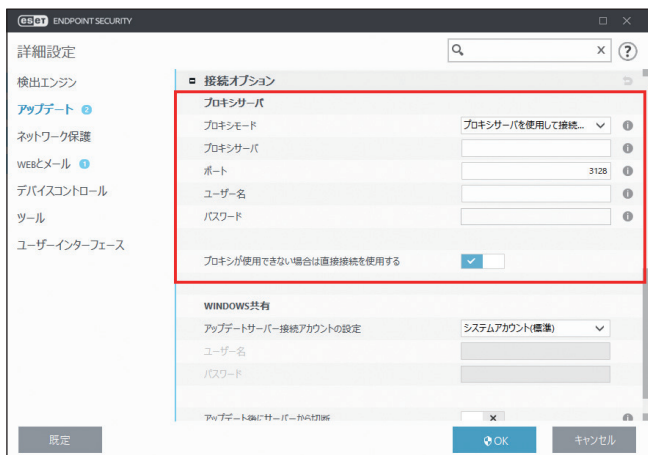 eset ENDPOINT SECURITY
詳細設定
検出エンジン
アップデート 2
ネットワーク保護
WEBとメール 1
デバイスコントロール
ツール
ユーザーインターフェース
接続オプション
プロキシサーバ
プロキシモード プロキシサーバを使用して接続...
プロキシサーバ
ポート 3128
ユーザー名
パスワード
プロキシが使用できない場合は直接接続を使用する
WINDOWS共有
アップデートサーバー接続アカウントの設定 システムアカウント(標準)
ユーザー名
パスワード
アップデート後にサーバーから切断
既定
OK
キャンセル